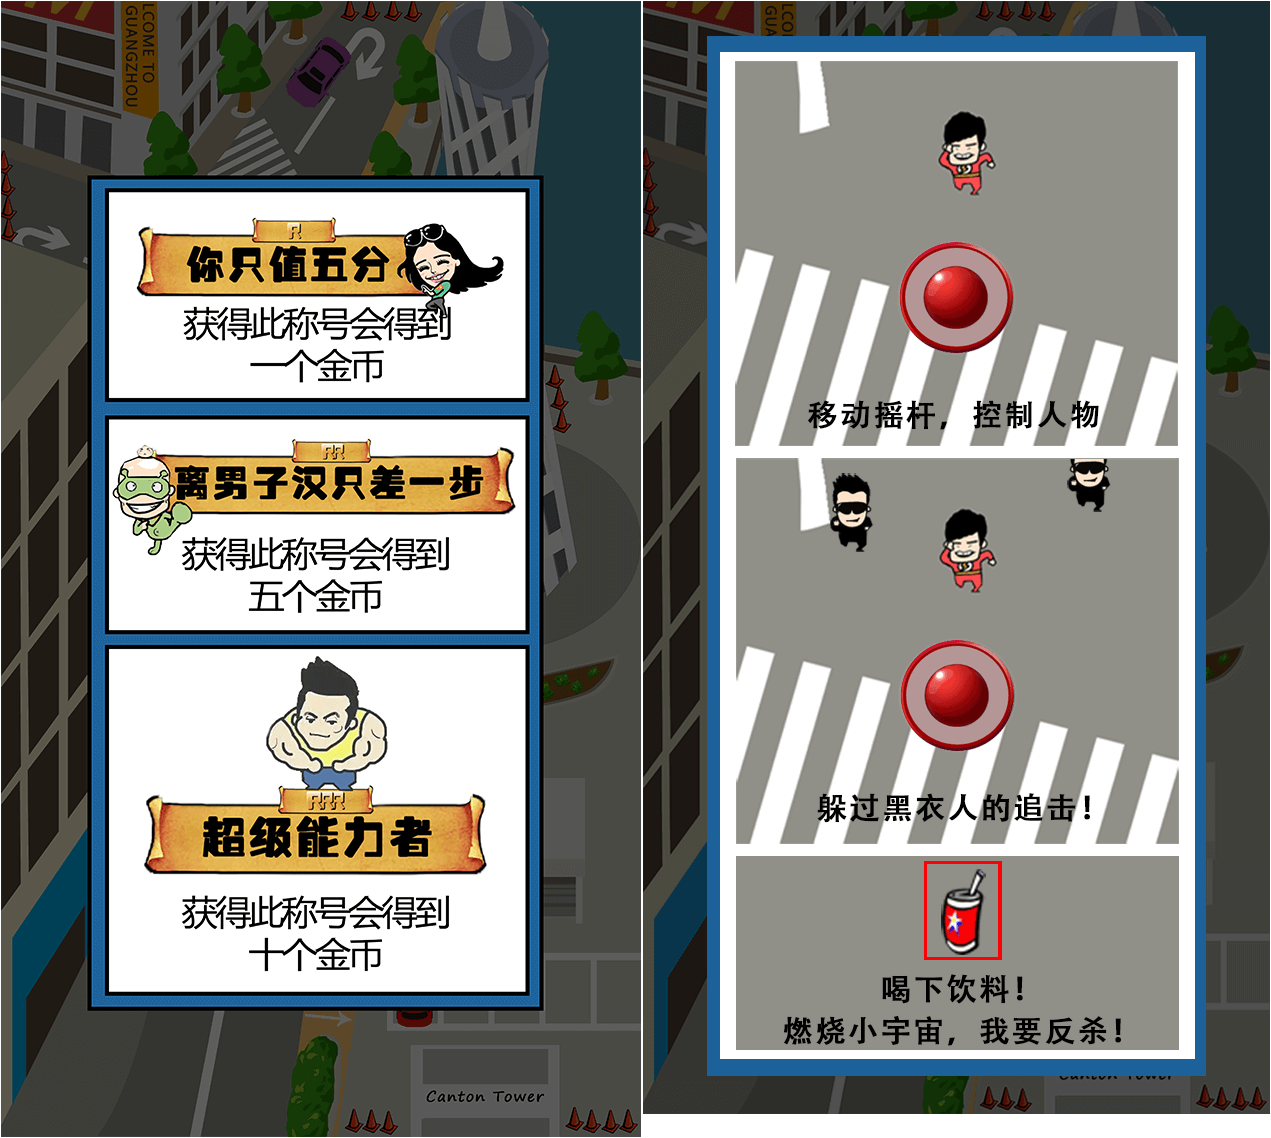 LCOME TO
GUANGZHOU
R
你只值五分
获得此称号会得到
一个金币
RR
离男子汉只差一步
获得此称号会得到
五个金币
RRR
超级能力者
获得此称号会得到
十个金币
Canton Tower
移动摇杆，控制人物
躲过黑衣人的追击！
喝下饮料！
燃烧小宇宙，我要反杀！
Canton Tower